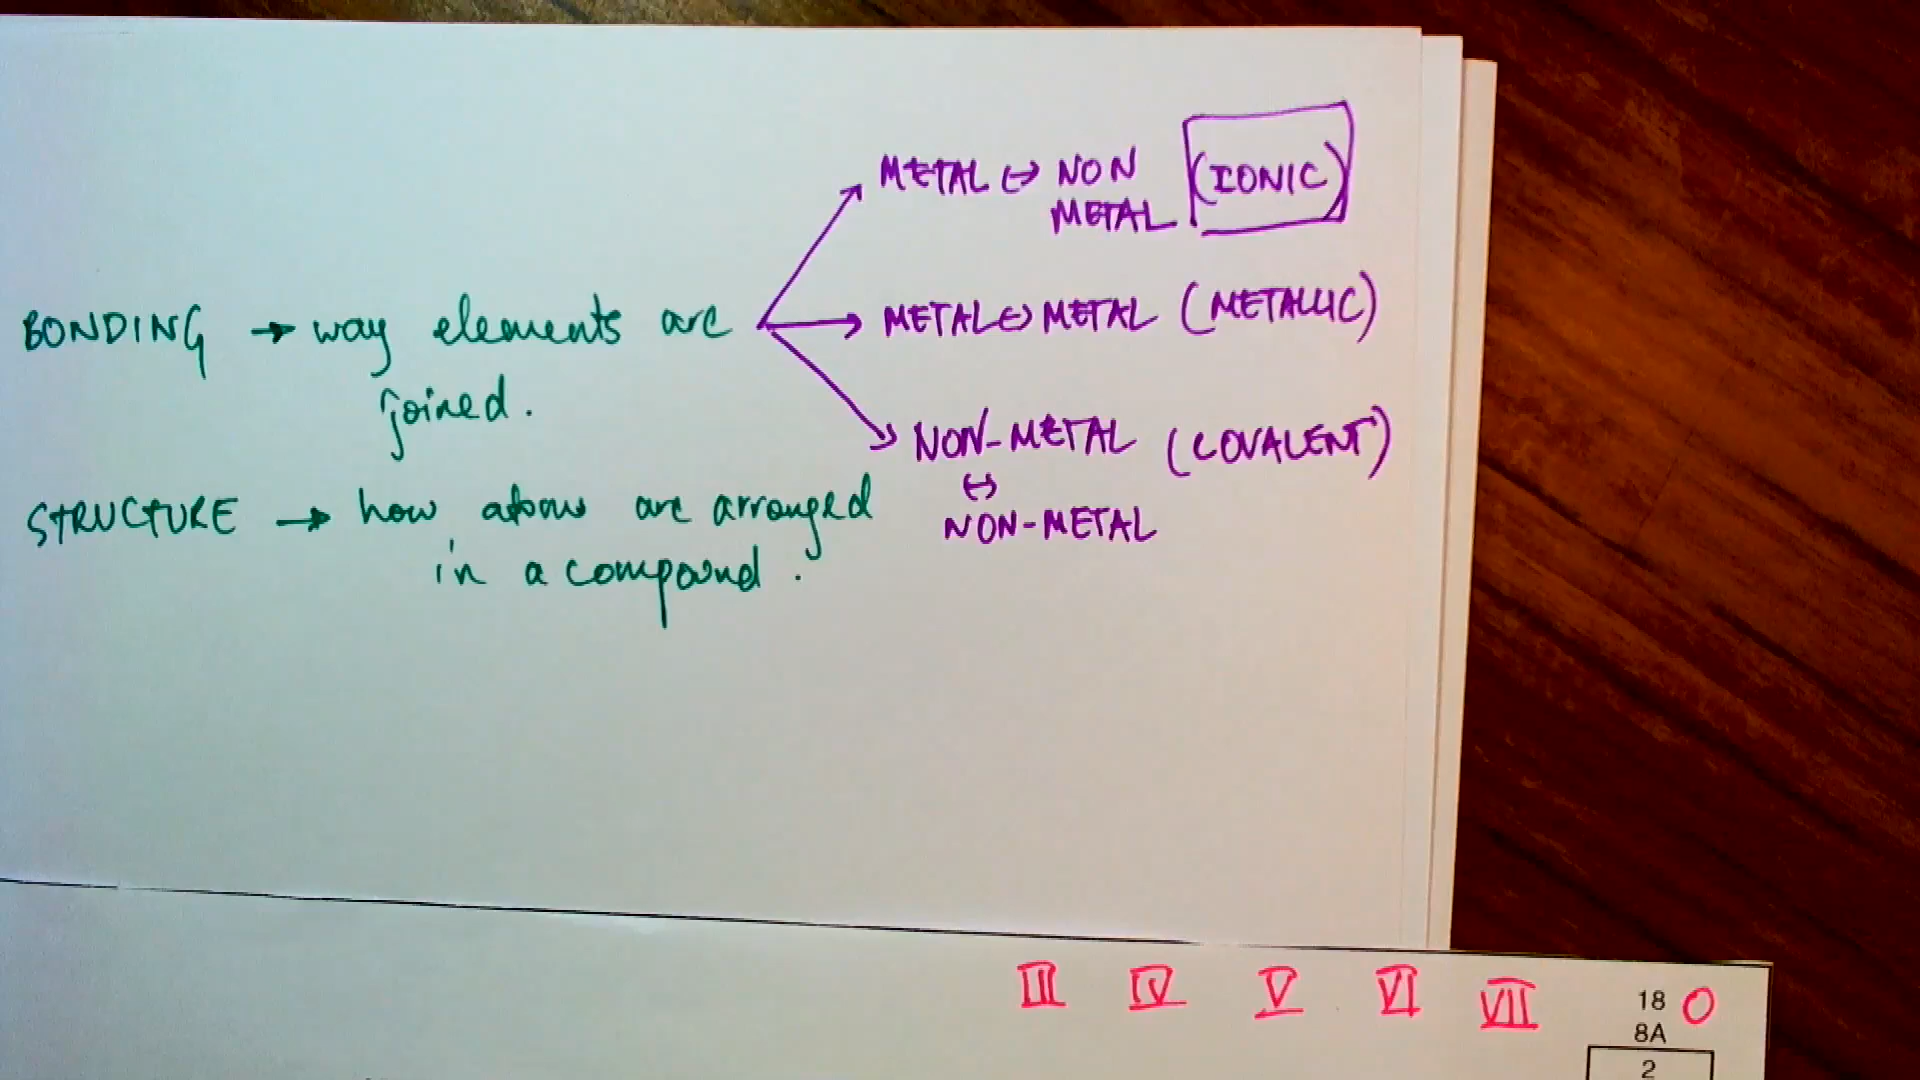 METAL ↔ NON (IONIC)
METAL
BONDING → way elements are METAL ↔ METAL (METALLIC)
joined.
NON-METAL (COVALENT)
↔
STRUCTURE → how atoms are arranged NON-METAL
in a compound.
III IV V VI VII 18 O
8A
2